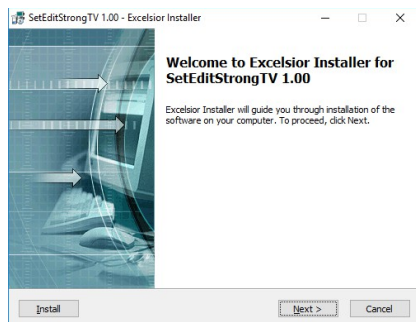 SetEditStrongTV 1.00 - Excelsior Installer
Welcome to Excelsior Installer for
SetEditStrongTV 1.00
Excelsior Installer will guide you through installation of the
software on your computer. To proceed, click Next.
Install
Next >
Cancel